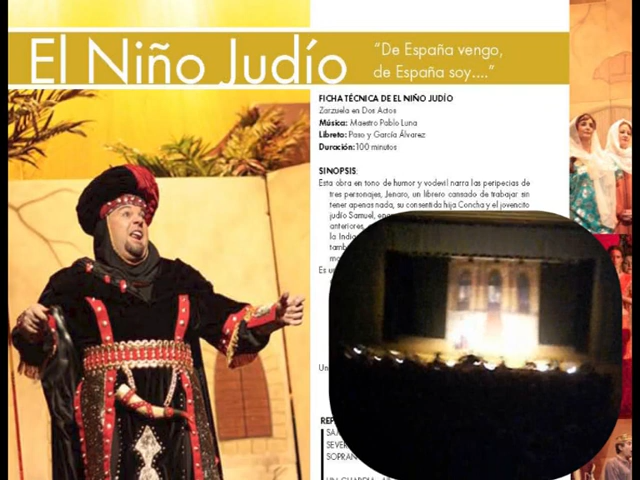 El Niño Judío
"De España vengo,
de España soy...."
FICHA TÉCNICA DE EL NIÑO JUDÍO
Zarzuela en Dos Actos
Música: Maestro Pablo Luna
Libreto: Paso y García Álvarez
Duración: 100 minutos
SINOPSIS:
Esta obra en tono de humor y vodevil narra las peripecias de
tres personajes, Jenaro, un librero cansado de trabajar sin
tener apenas nada, su consentida hija Concha y el jovencito
judío Samuel,
anteriores,
la India
Es